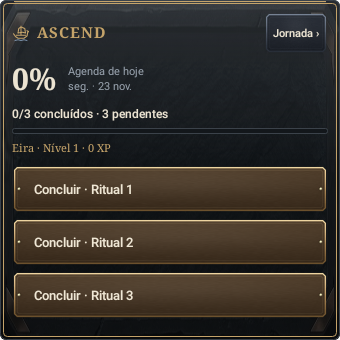 ASCEND
Jornada ›
0%
Agenda de hoje
seg. · 23 nov.
0/3 concluídos · 3 pendentes
Eira · Nível 1 · 0 XP
Concluir · Ritual 1
Concluir · Ritual 2
Concluir · Ritual 3